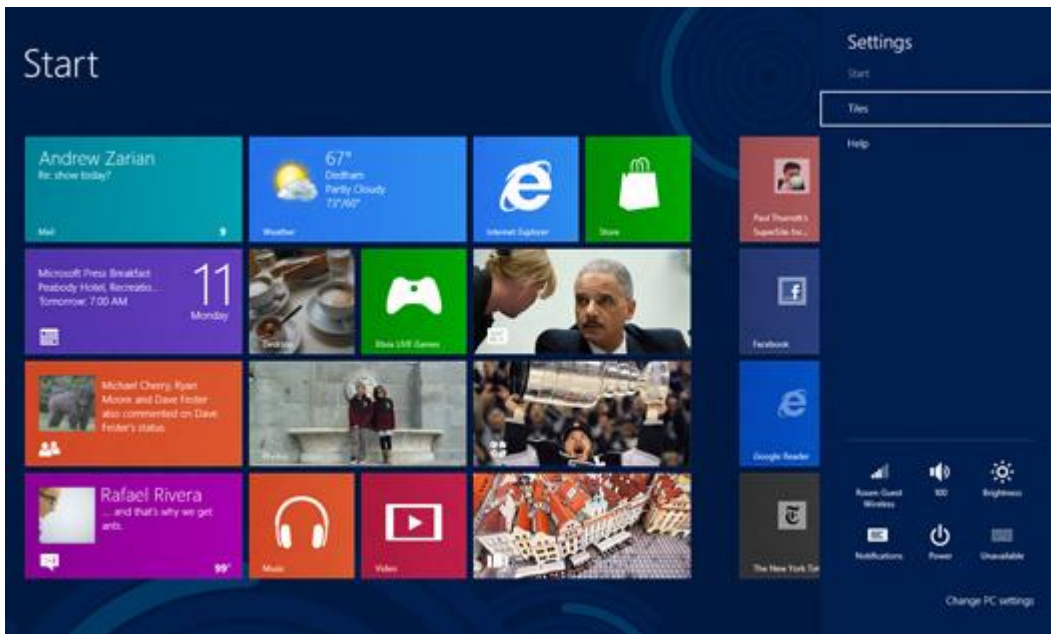 Start
Andrew Zarian
Re: show today?
Mail
9
67°
Dedham
Partly Cloudy
73°/60°
Weather
Internet Explorer
Store
Microsoft Press Breakfast
Peabody Hotel, Recreatio...
Tomorrow: 7:00 AM
11
Monday
Desktop
Xbox LIVE Games
Michael Cherry, Ryan
Moore and Dave Fester
also commented on Dave
Fester's status.
Photos
Rafael Rivera
... and that's why we get
ants.
99+
Music
Video
Paul Thurrott's
SuperSite for...
Facebook
Google Reader
The New York Tim
Settings
Start
Tiles
Help
Room Guest
Wireless
100
Brightness
Notifications
Power
Unavailable
Change PC settings